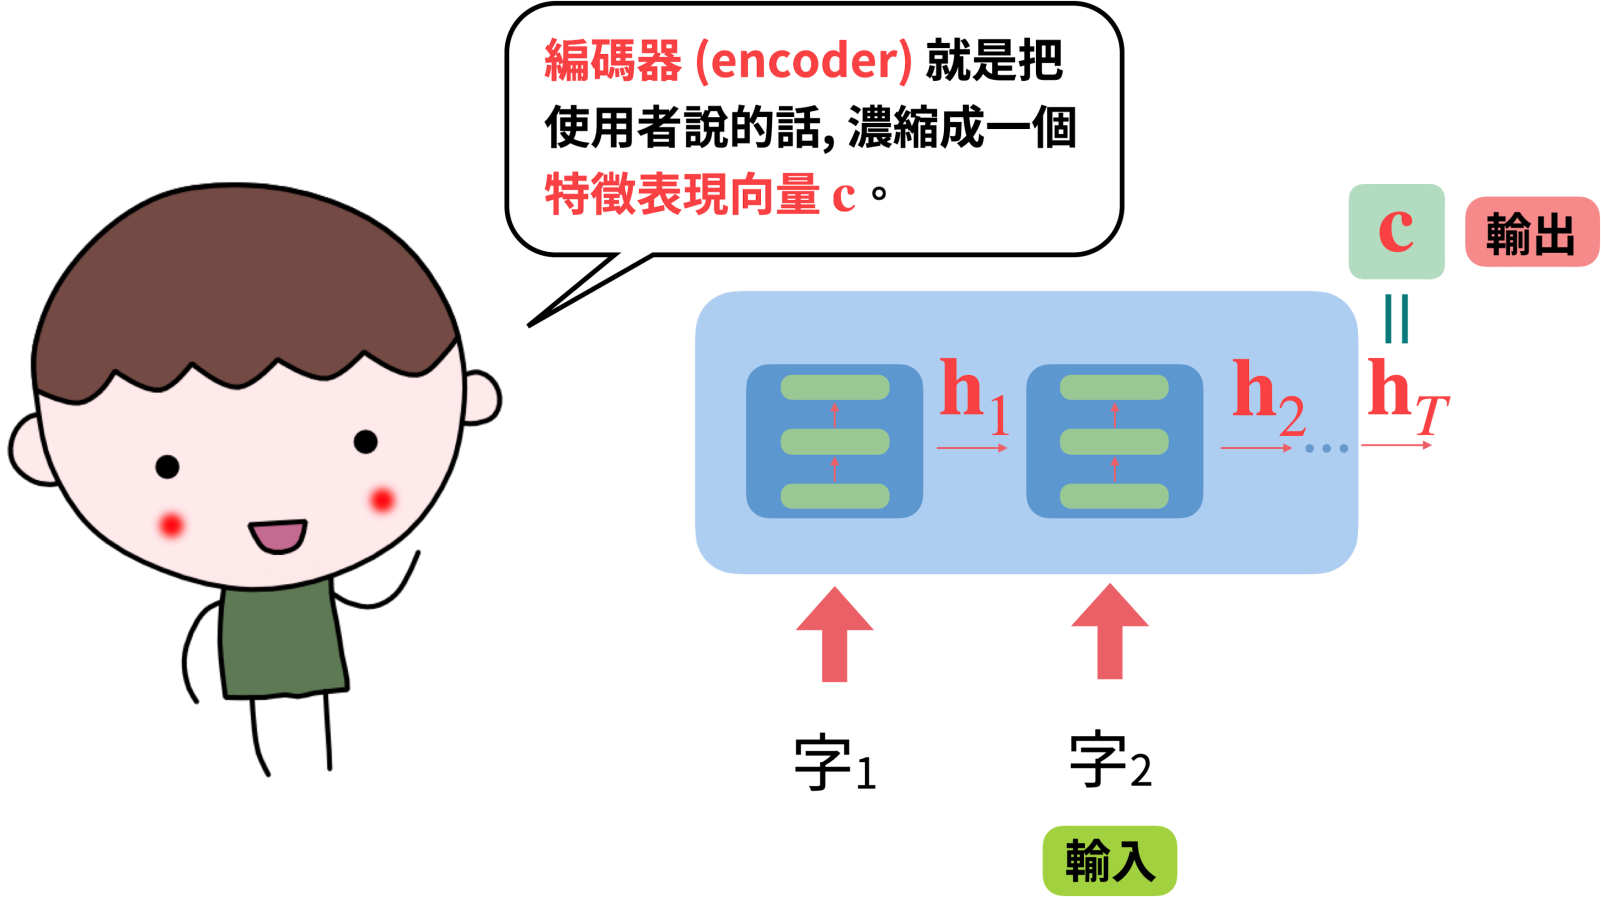 編碼器 (encoder) 就是把
使用者說的話, 濃縮成一個
特徵表現向量 c。
c 輸出
h₁ h₂ ... h_T
字₁ 字₂
輸入